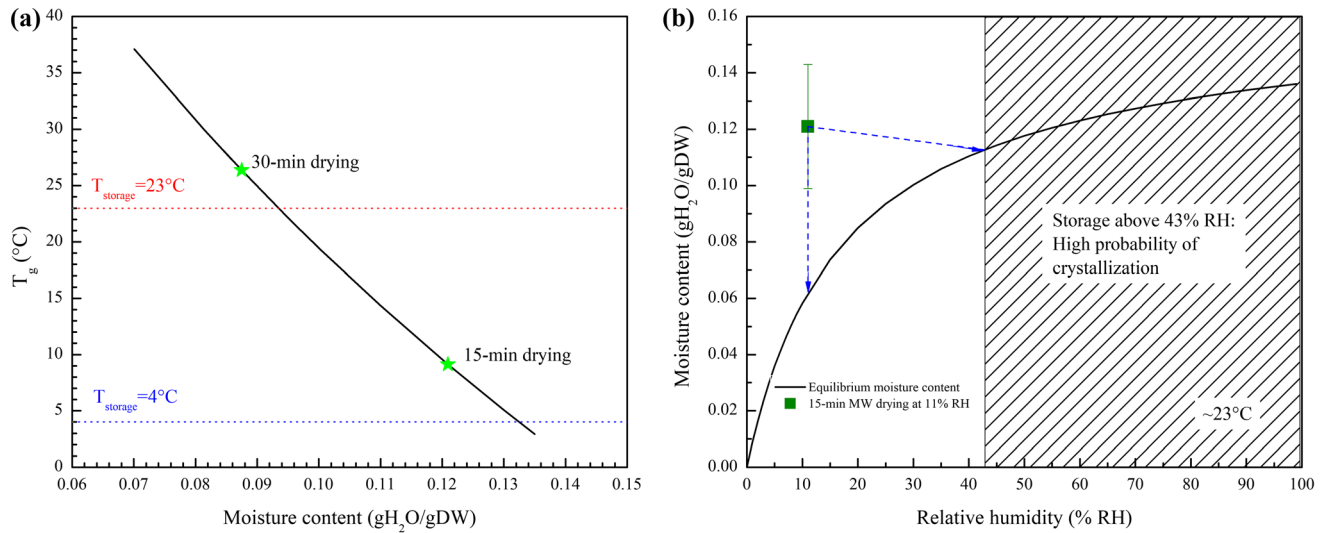 (a)
40
35
30
25
20
15
10
5
0
T_g (°C)
30-min drying
T_storage=23°C
15-min drying
T_storage=4°C
0.06 0.07 0.08 0.09 0.10 0.11 0.12 0.13 0.14 0.15
Moisture content (gH₂O/gDW)
(b)
0.16
0.14
0.12
0.10
0.08
0.06
0.04
0.02
0.00
Moisture content (gH₂O/gDW)
Storage above 43% RH:
High probability of
crystallization
Equilibrium moisture content
15-min MW drying at 11% RH
~23°C
0 10 20 30 40 50 60 70 80 90 100
Relative humidity (% RH)